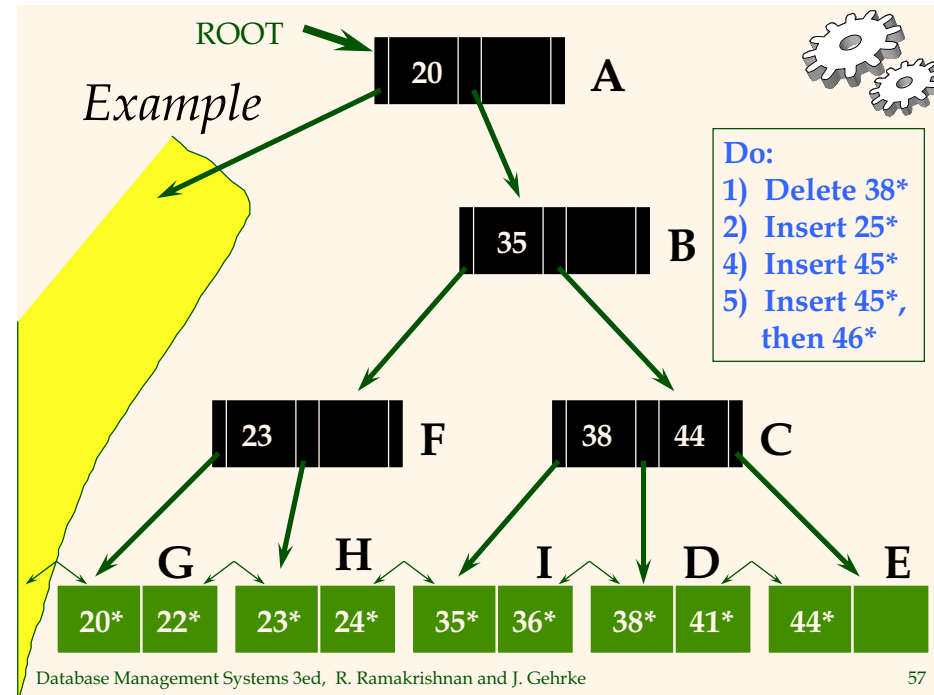 ROOT
20
A
Example
Do:
1) Delete 38*
2) Insert 25*
4) Insert 45*
5) Insert 45*,
then 46*
35
B
23
F
38 44
C
G H I D E
20* 22* 23* 24* 35* 36* 38* 41* 44*
Database Management Systems 3ed, R. Ramakrishnan and J. Gehrke 57